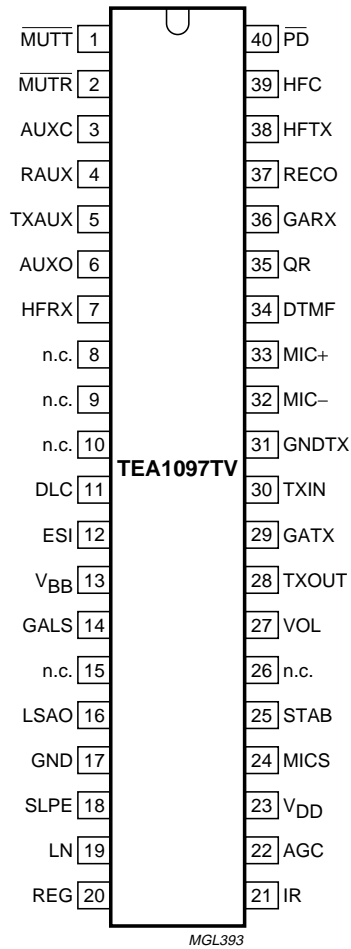 M̅U̅T̅T̅ 1
M̅U̅T̅R̅ 2
AUXC 3
RAUX 4
TXAUX 5
AUXO 6
HFRX 7
n.c. 8
n.c. 9
n.c. 10
DLC 11
ESI 12
VBB 13
GALS 14
n.c. 15
LSAO 16
GND 17
SLPE 18
LN 19
REG 20
TEA1097TV
40 P̅D̅
39 HFC
38 HFTX
37 RECO
36 GARX
35 QR
34 DTMF
33 MIC+
32 MIC−
31 GNDTX
30 TXIN
29 GATX
28 TXOUT
27 VOL
26 n.c.
25 STAB
24 MICS
23 VDD
22 AGC
21 IR
MGL393